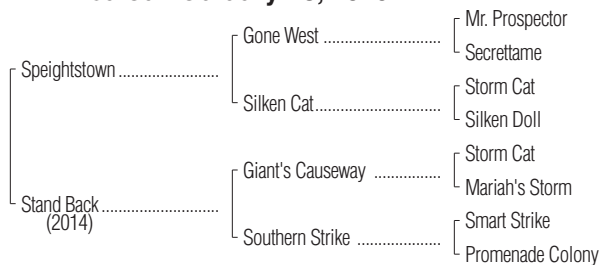 Mr. Prospector
Gone West
Secrettame
Speightstown
Storm Cat
Silken Cat
Silken Doll
Storm Cat
Giant's Causeway
Mariah's Storm
Stand Back
(2014)
Smart Strike
Southern Strike
Promenade Colony